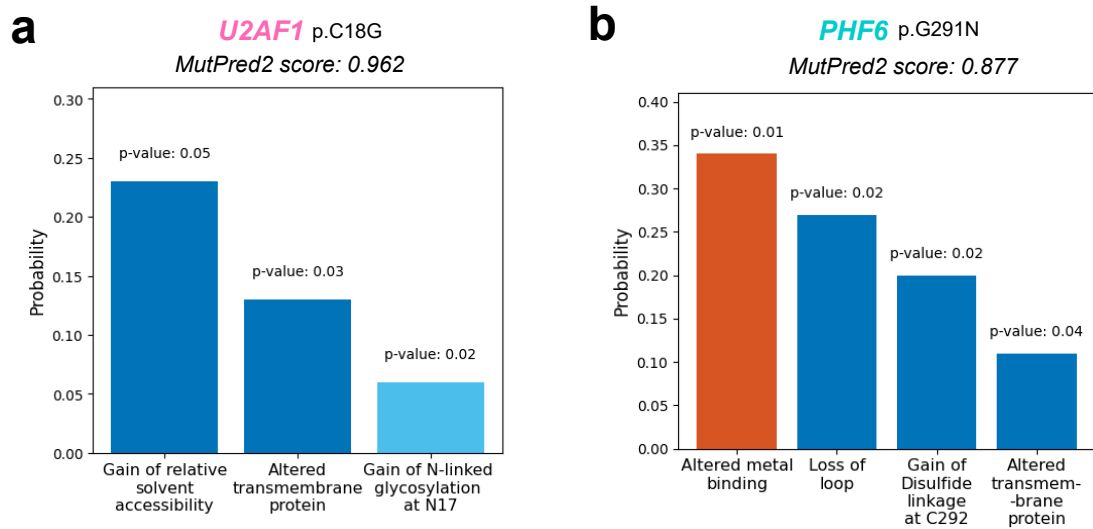 a
U2AF1 p.C18G
MutPred2 score: 0.962
0.30
0.25
0.20
0.15
0.10
0.05
0.00
Probability
p-value: 0.05
p-value: 0.03
p-value: 0.02
Gain of relative
solvent
accessibility
Altered
transmembrane
protein
Gain of N-linked
glycosylation
at N17
b
PHF6 p.G291N
MutPred2 score: 0.877
0.40
0.35
0.30
0.25
0.20
0.15
0.10
0.05
0.00
Probability
p-value: 0.01
p-value: 0.02
p-value: 0.02
p-value: 0.04
Altered metal
binding
Loss of
loop
Gain of
Disulfide
linkage
at C292
Altered
transmem-
-brane
protein